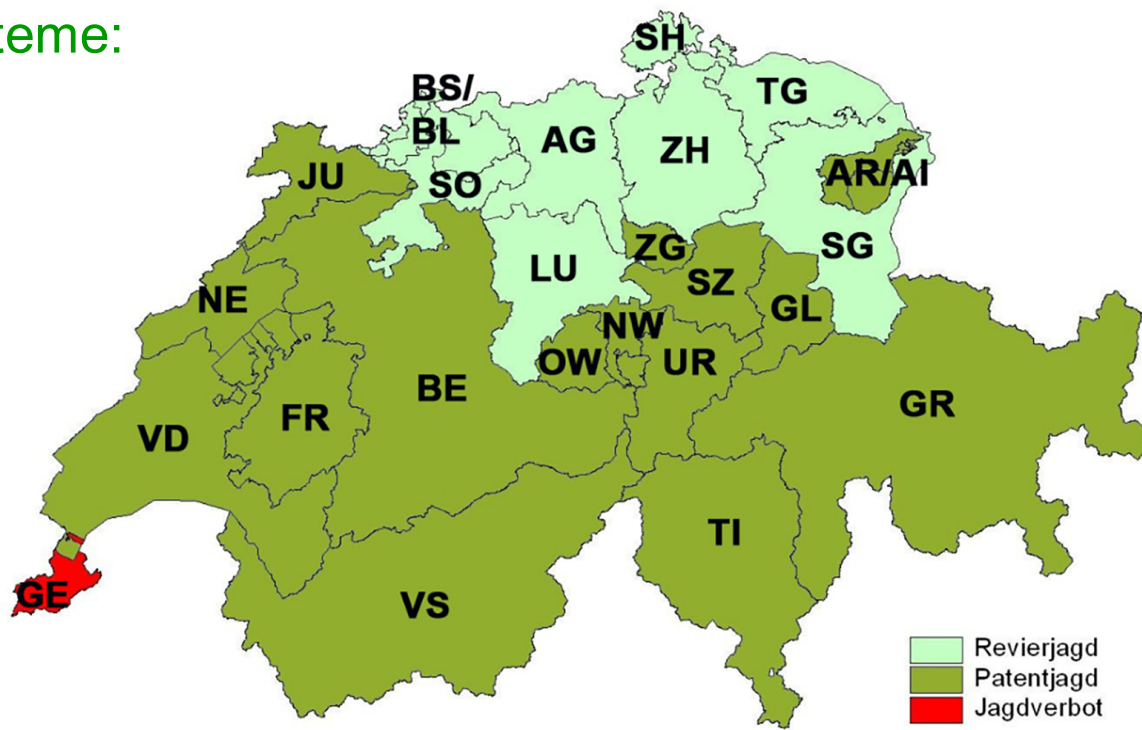 teme:
SH
BS/
BL
TG
AG
ZH
JU
SO
AR/AI
ZG
SG
LU
SZ
NE
GL
NW
OW
UR
BE
GR
FR
VD
TI
GE
VS
Revierjagd
Patentjagd
Jagdverbot